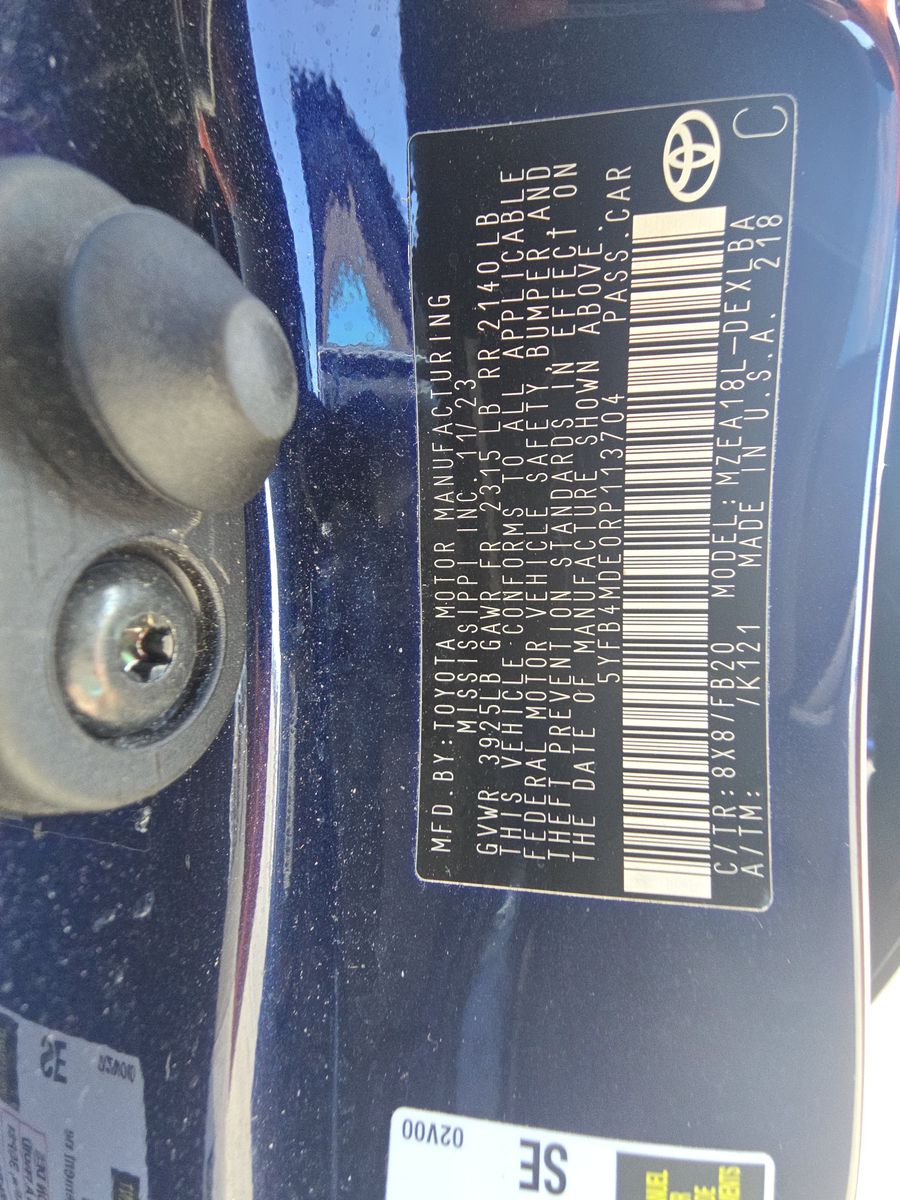 MFD.BY:TOYOTA MOTOR MANUFACTURING
MISSISSIPPI INC.11/23
GVWR 3925LB GAWR FR 2315LB RR 2140LB
THIS VEHICLE CONFORMS TO ALL APPLICABLE
FEDERAL MOTOR VEHICLE SAFETY, BUMPER, AND
THEFT PREVENTION STANDARDS IN EFFECT ON
THE DATE OF MANUFACTURE SHOWN ABOVE.
5YFB4MDE0RP113704 PASS.CAR
C/TR:8X8/FB20 MODEL:MZEA18L-DEXLBA
A/TM: /K121 MADE IN U.S.A. 218
C
02V00
SE
SE